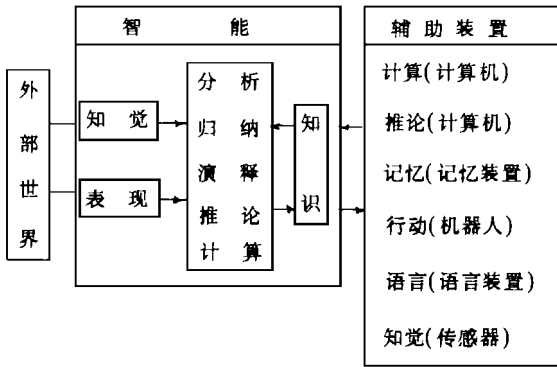 智能
辅助装置
外部世界
知觉
表现
分析
归纳
演释
推论
计算
知识
计算(计算机)
推论(计算机)
记忆(记忆装置)
行动(机器人)
语言(语言装置)
知觉(传感器)